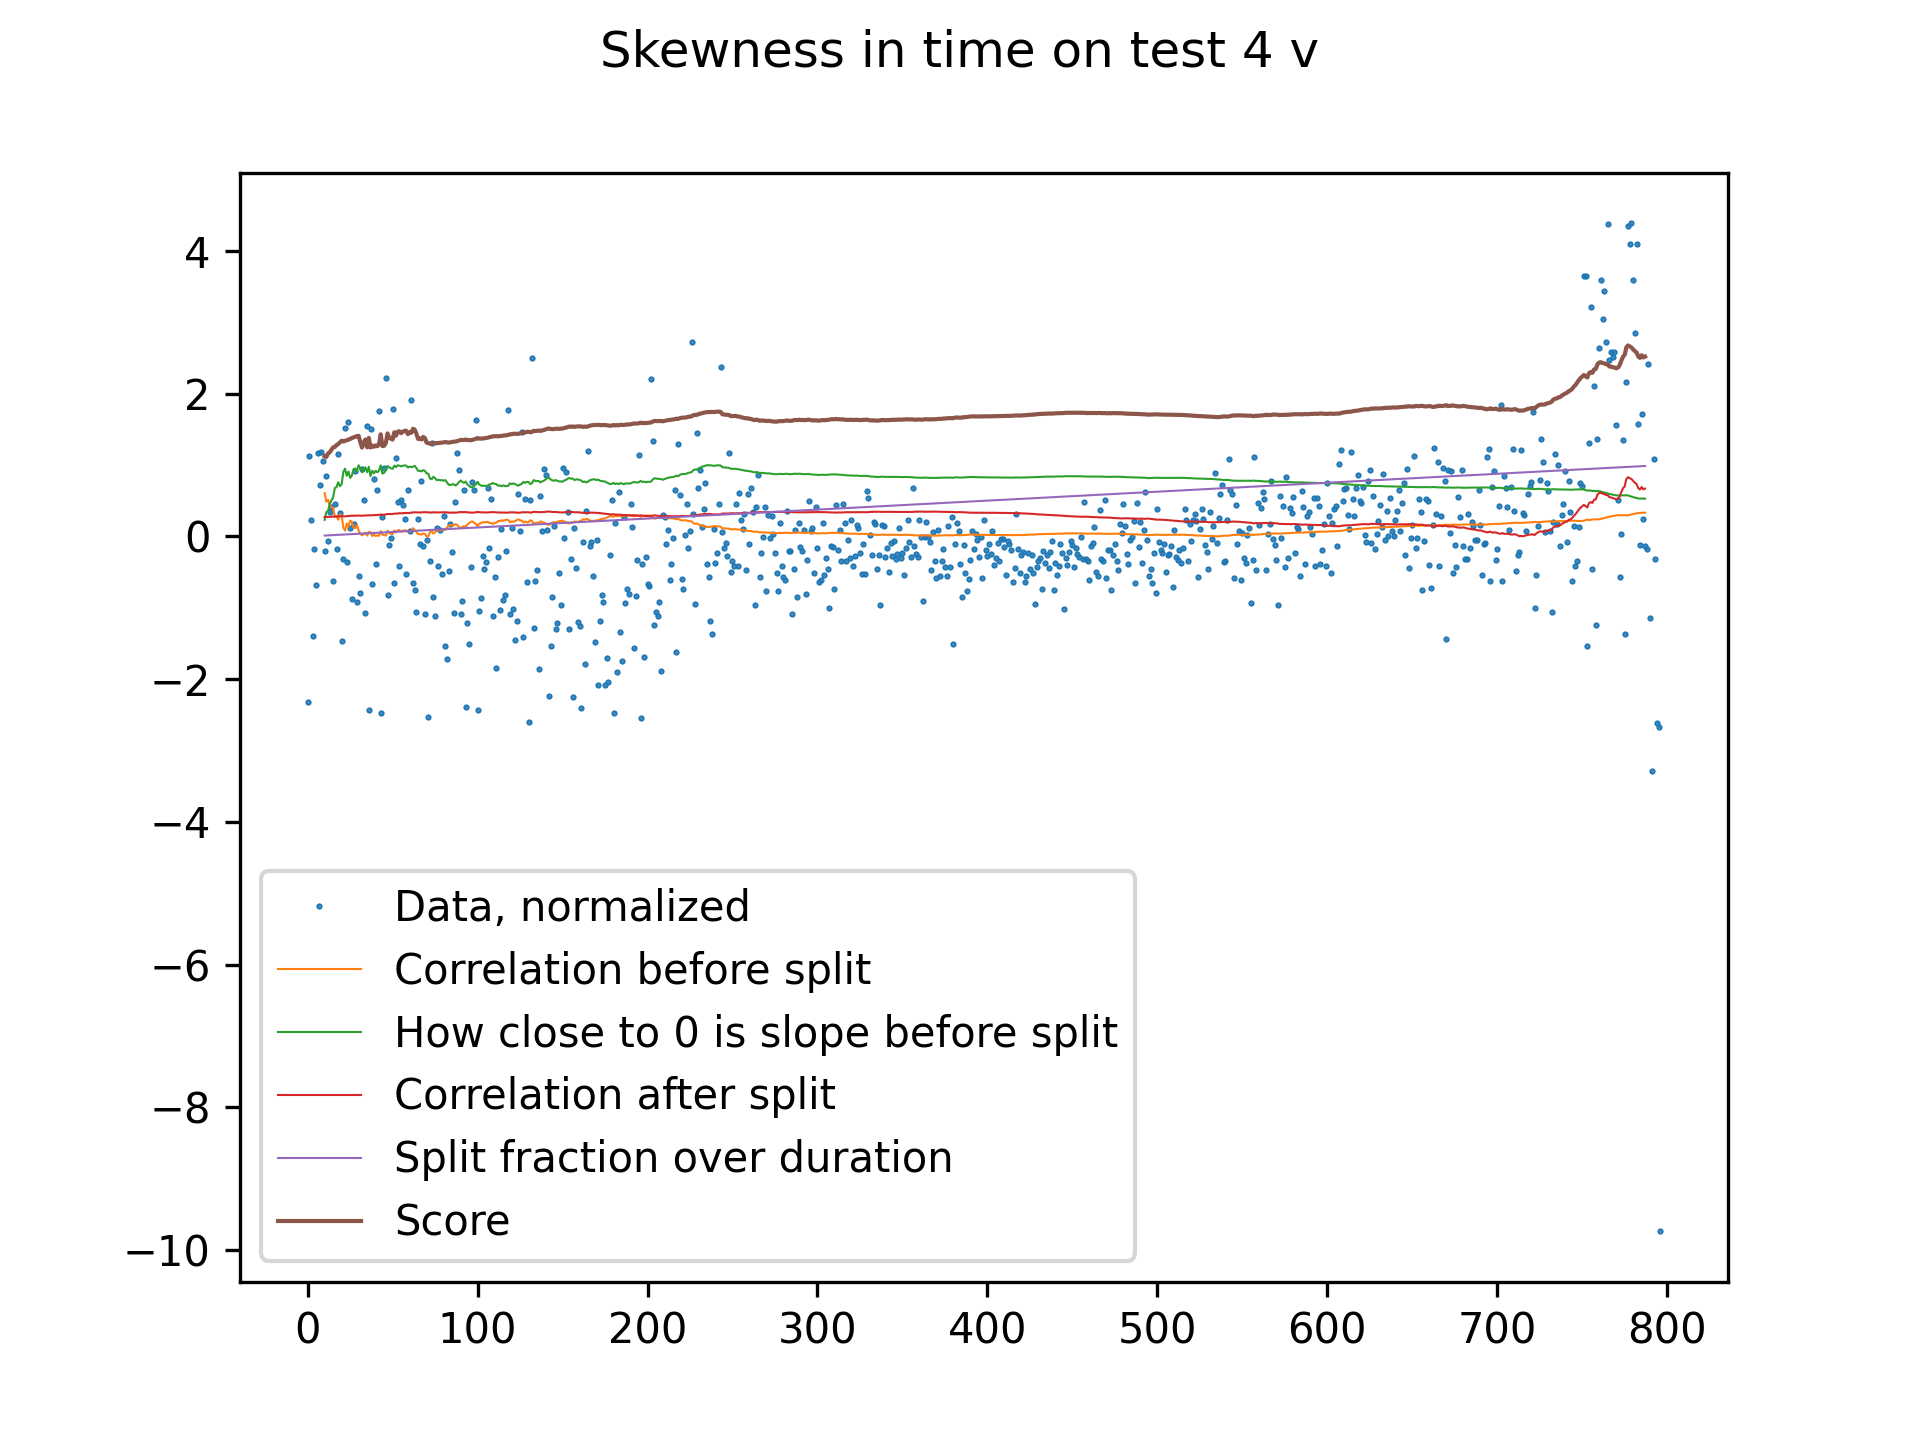 Skewness in time on test 4 v
4
2
0
−2
−4
−6
−8
−10
Data, normalized
Correlation before split
How close to 0 is slope before split
Correlation after split
Split fraction over duration
Score
0 100 200 300 400 500 600 700 800